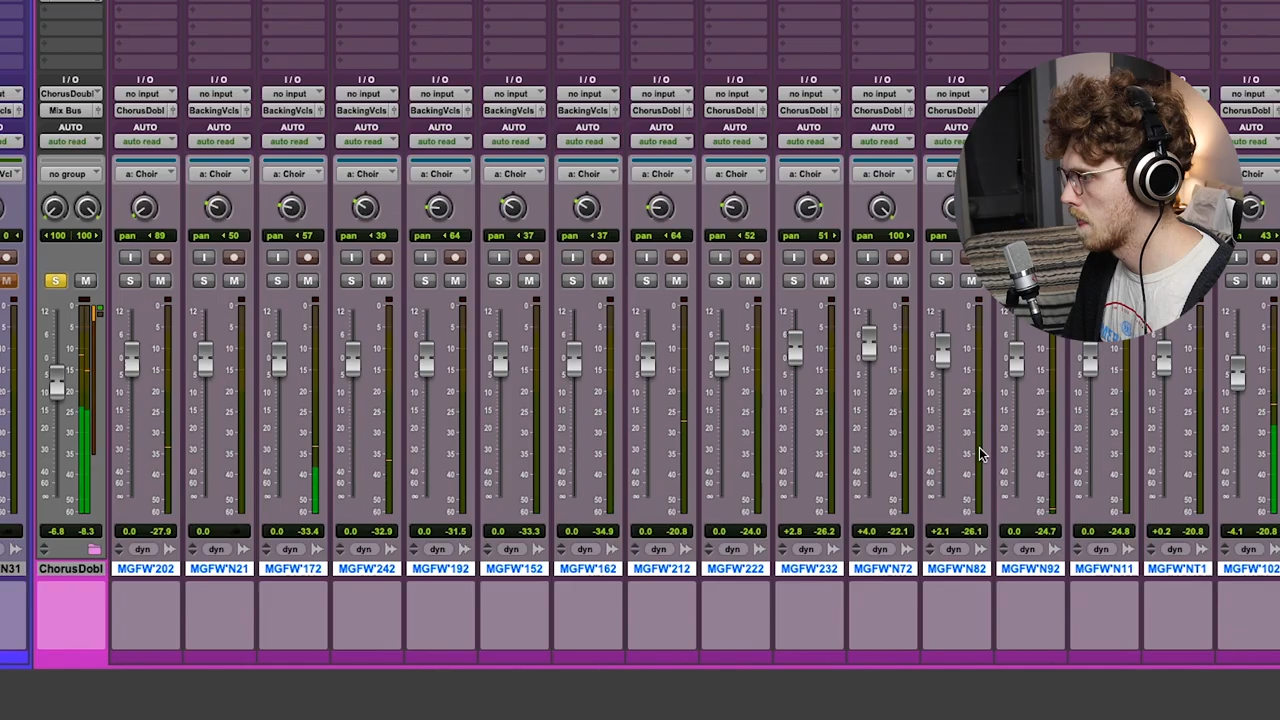 I/O I/O I/O I/O I/O I/O I/O I/O I/O I/O I/O I/O I/O
ChorusDoubl no input no input no input no input no input no input no input no input no input no input no input
Vcls Mix Bus ChorusDobl BackingVcls BackingVcls BackingVcls BackingVcls BackingVcls BackingVcls ChorusDobl ChorusDobl ChorusDobl ChorusDobl ChorusDobl
AUTO AUTO AUTO AUTO AUTO AUTO AUTO AUTO AUTO AUTO AUTO AUTO AUTO
auto read auto read auto read auto read auto read auto read auto read auto read auto read auto read auto read auto read auto read
Vcl no group a: Choir a: Choir a: Choir a: Choir a: Choir a: Choir a: Choir a: Choir a: Choir a: Choir a: Choir Choir
0 100 100 pan 89 pan 50 pan 57 pan 39 pan 64 pan 37 pan 37 pan 64 pan 52 pan 51 pan 100 pan 43
M S M S M S M S M S M S M S M S M S M S M S M S M S M
-6.8 -8.3 0.0 -27.9 0.0 0.0 -33.4 0.0 -32.9 0.0 -31.5 0.0 -33.3 0.0 -34.9 0.0 -20.8 0.0 -24.0 +2.8 -26.2 +4.0 -22.1 +2.1 -26.1 0.0 -24.7 0.0 -24.8 +0.2 -20.8 -4.1 -20.8
dyn dyn dyn dyn dyn dyn dyn dyn dyn dyn dyn dyn dyn dyn dyn dyn
N31 ChorusDobl MGFW'202 MGFW'N21 MGFW'172 MGFW'242 MGFW'192 MGFW'152 MGFW'162 MGFW'212 MGFW'222 MGFW'232 MGFW'N72 MGFW'N82 MGFW'N92 MGFW'N11 MGFW'NT1 MGFW'102